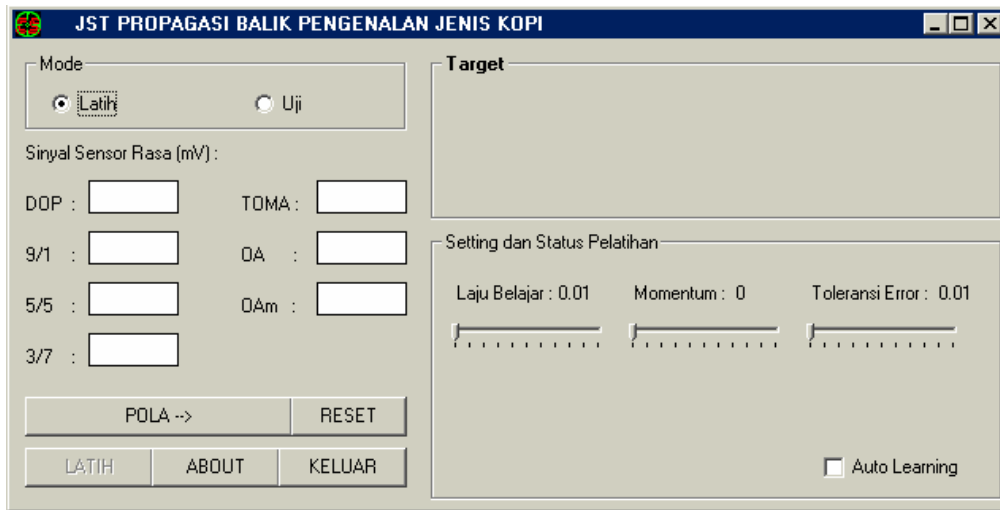 JST PROPAGASI BALIK PENGENALAN JENIS KOPI
Mode
Latih
Uji
Sinyal Sensor Rasa (mV) :
DOP :
TOMA :
9/1 :
OA :
5/5 :
OAm :
3/7 :
POLA -->
RESET
LATIH
ABOUT
KELUAR
Target
Setting dan Status Pelatihan
Laju Belajar : 0.01
Momentum : 0
Toleransi Error : 0.01
Auto Learning